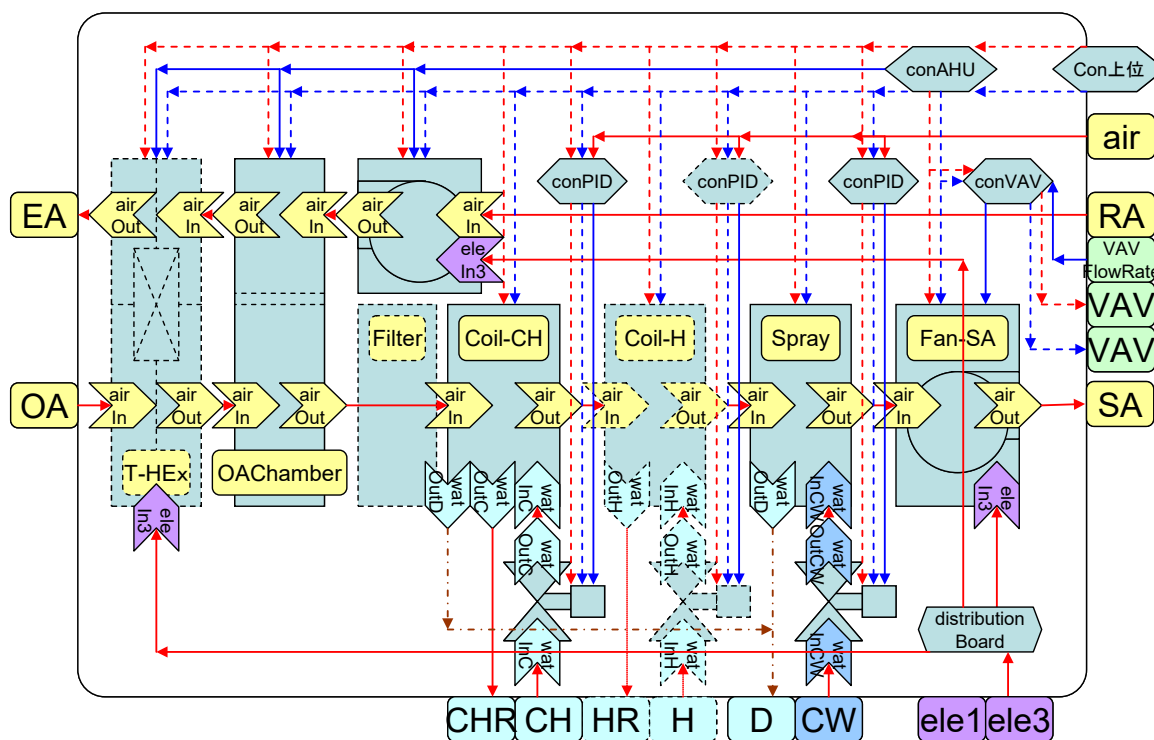 conAHU
Con上位
air
conPID
conPID
conPID
conVAV
EA
air
Out
air
In
air
Out
air
In
air
Out
air
In
RA
ele
In3
VAV
FlowRate
VAV
VAV
Filter
Coil-CH
Coil-H
Spray
Fan-SA
OA
air
In
air
Out
air
In
air
Out
air
In
air
Out
air
In
air
Out
air
In
air
Out
air
In
air
Out
SA
T-HEx
OAChamber
ele
In3
wat
OutD
wat
OutC
wat
InC
wat
OutH
wat
InH
wat
OutD
wat
InCW
ele
In3
wat
OutC
wat
OutH
wat
OutCW
wat
InC
wat
InH
wat
InCW
distribution
Board
CHR
CH
HR
H
D
CW
ele1
ele3